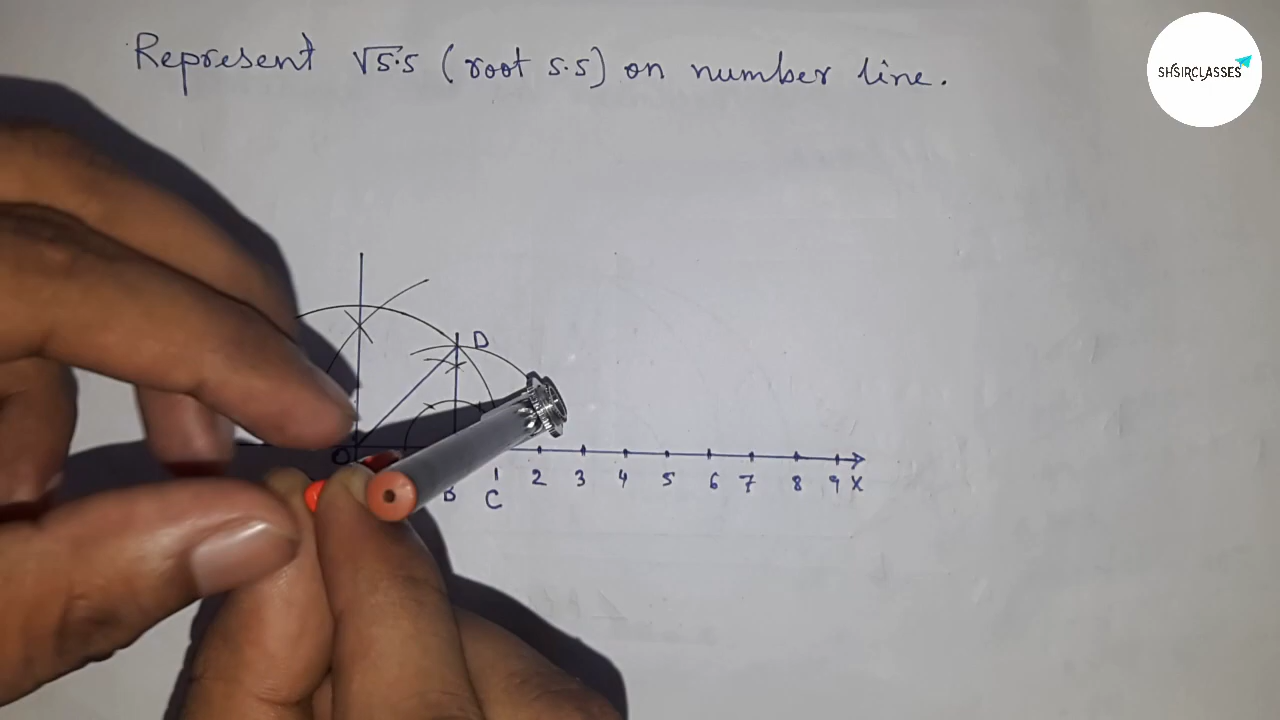 Represent √5.5 (root 5.5) on number line.
SHSIRCLASSES
D
O
2 3 4 5 6 7 8 9 X
B 1
C